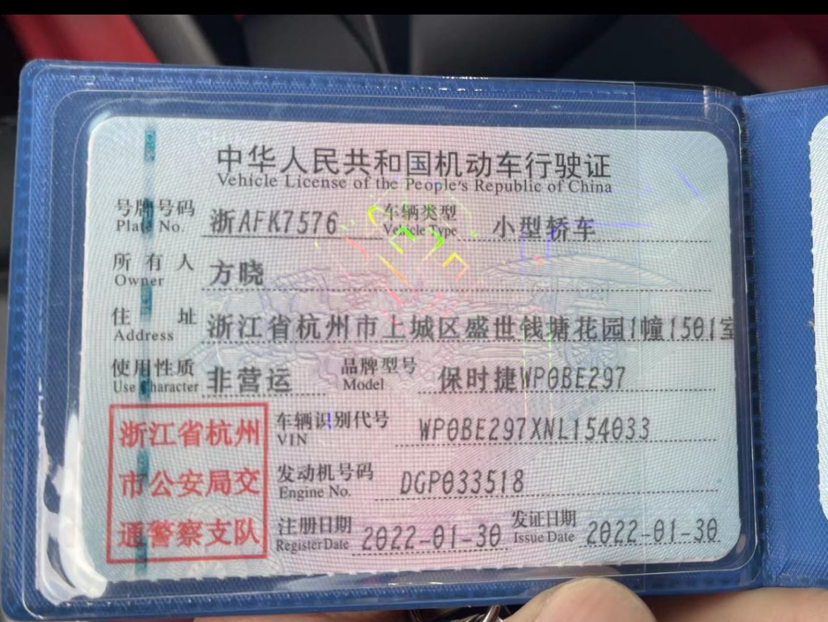 中华人民共和国机动车行驶证
Vehicle License of the People's Republic of China
号牌号码 浙AFK7576 车辆类型 小型轿车
Plate No. Vehicle Type
所有人 方晓
Owner
住址 浙江省杭州市上城区盛世钱塘花园1幢1501室
Address
使用性质 非营运 品牌型号 保时捷WP0BE297
Use Character Model
浙江省杭州 车辆识别代号 WP0BE297XNL154033
VIN
市公安局交 发动机号码 DGP033518
Engine No.
通警察支队 注册日期 2022-01-30 发证日期 2022-01-30
Register Date Issue Date